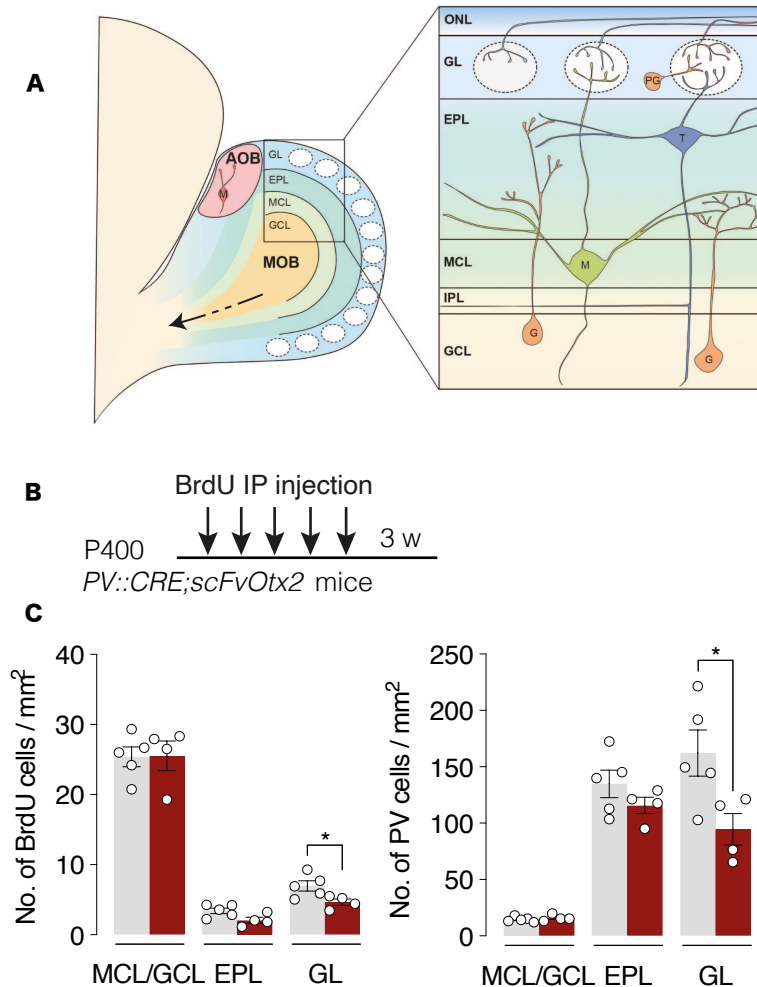 A
AOB
M
GL
EPL
MCL
GCL
MOB
ONL
GL
PG
EPL
T
MCL
M
IPL
GCL
G
G
B
BrdU IP injection
3 w
P400
PV::CRE;scFvOtx2 mice
C
No. of BrdU cells / mm²
40
30
20
10
0
*
MCL/GCL EPL GL
No. of PV cells / mm²
250
200
150
100
50
0
*
MCL/GCL EPL GL